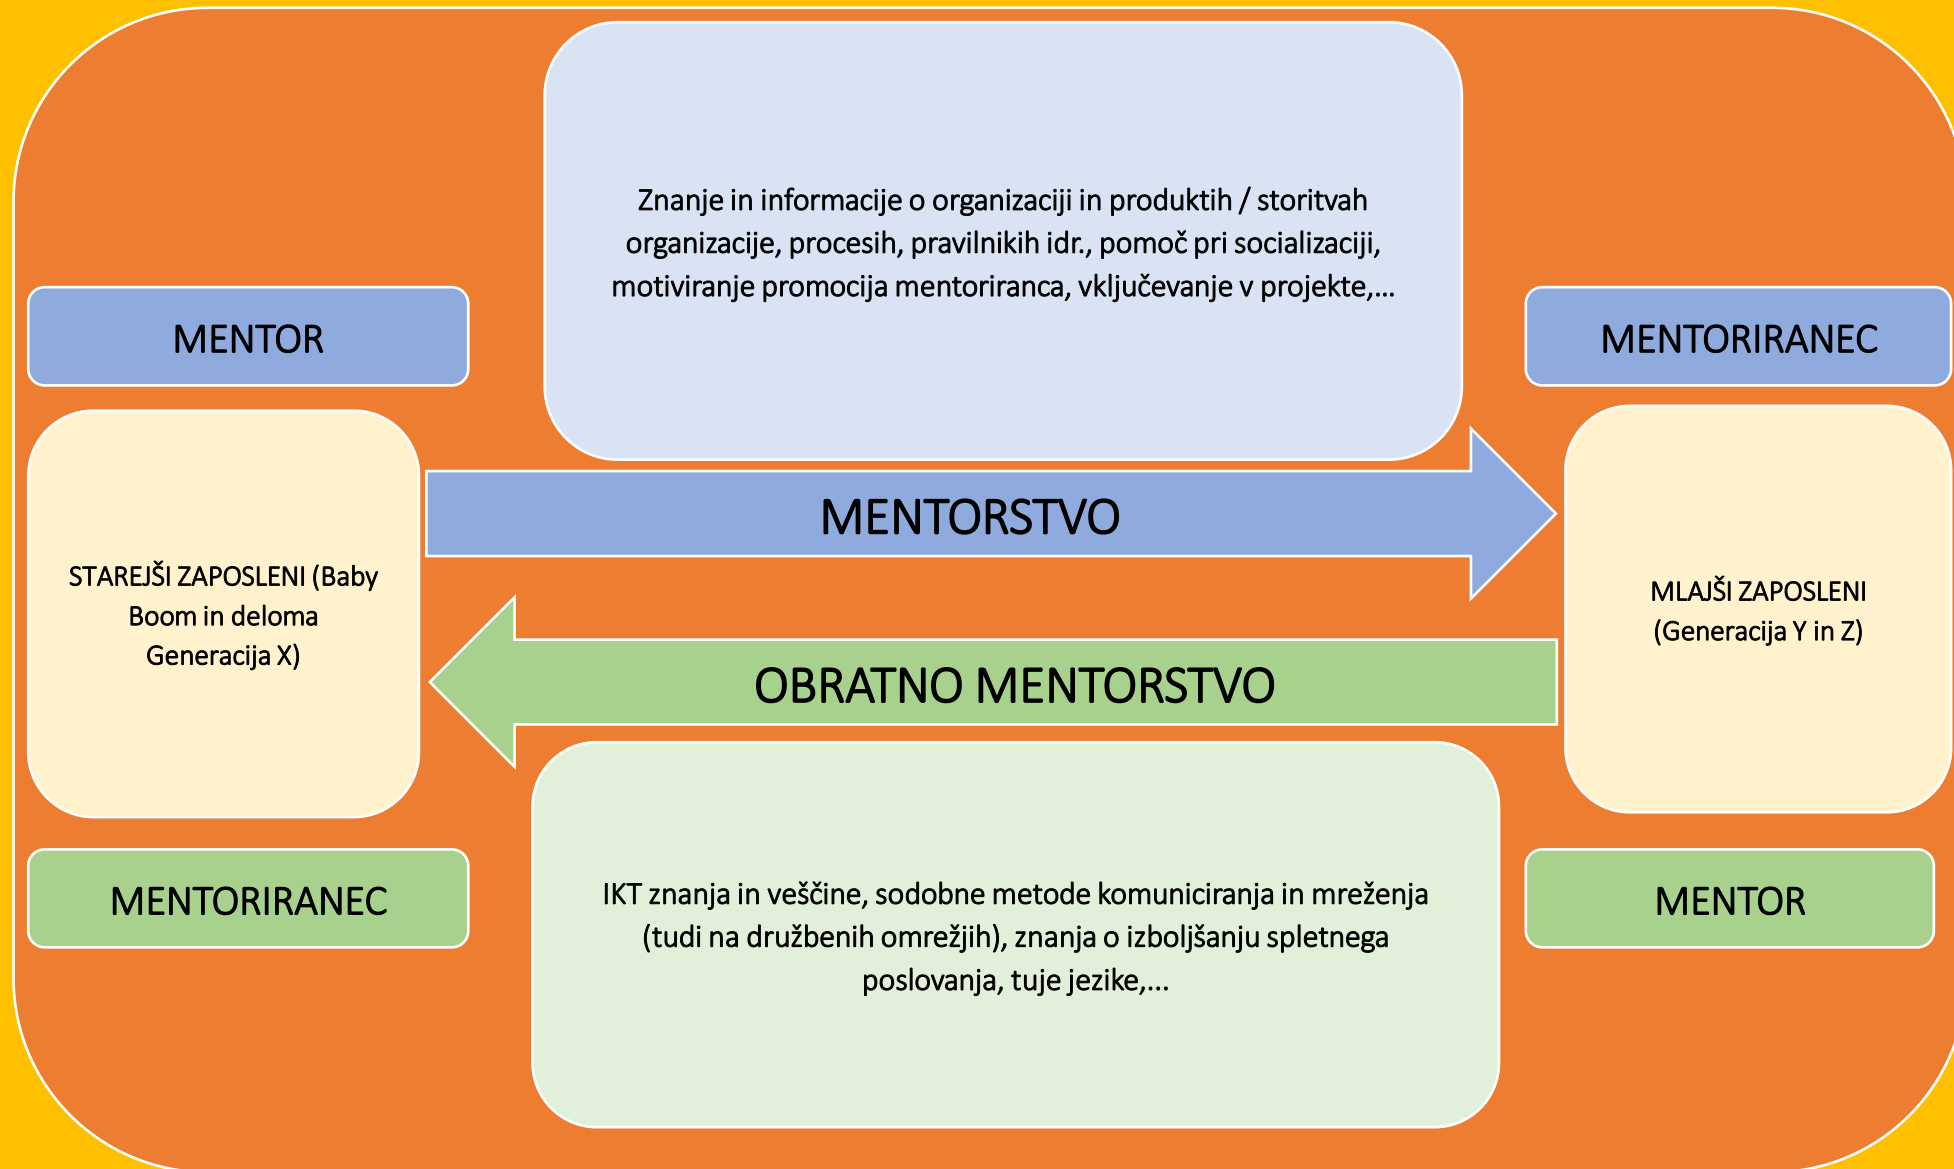 Znanje in informacije o organizaciji in produktih / storitvah
organizacije, procesih, pravilnikih idr., pomoč pri socializaciji,
motiviranje promocija mentoriranca, vključevanje v projekte,...
MENTOR
MENTORIRANEC
MENTORSTVO
STAREJŠI ZAPOSLENI (Baby
Boom in deloma
Generacija X)
MLAJŠI ZAPOSLENI
(Generacija Y in Z)
OBRATNO MENTORSTVO
MENTORIRANEC
MENTOR
IKT znanja in veščine, sodobne metode komuniciranja in mreženja
(tudi na družbenih omrežjih), znanja o izboljšanju spletnega
poslovanja, tuje jezike,...